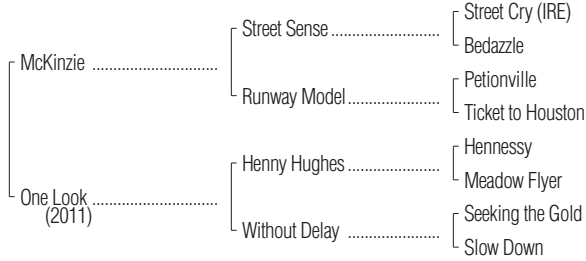 Street Cry (IRE)
Street Sense ................................
Bedazzle
McKinzie .....................................
Petionville
Runway Model...........................
Ticket to Houston
Hennessy
Henny Hughes ...........................
Meadow Flyer
One Look .....................................
(2011)
Seeking the Gold
Without Delay ...........................
Slow Down